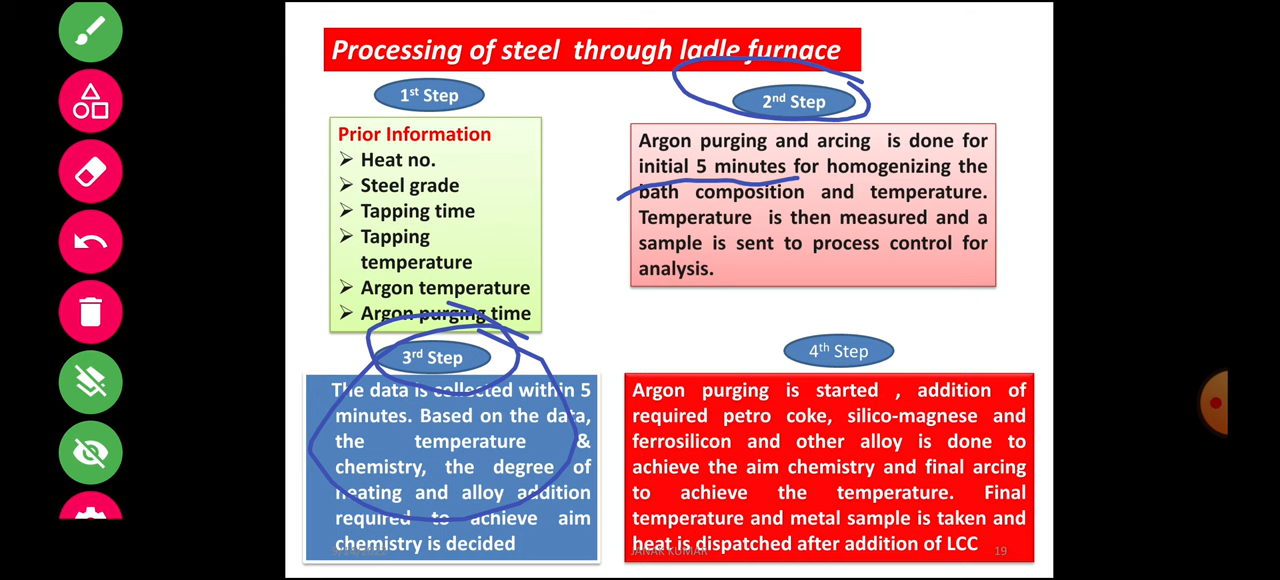 Processing of steel through ladle furnace
1st Step
Prior Information
➢ Heat no.
➢ Steel grade
➢ Tapping time
➢ Tapping
temperature
➢ Argon temperature
➢ Argon purging time
2nd Step
Argon purging and arcing is done for
initial 5 minutes for homogenizing the
bath composition and temperature.
Temperature is then measured and a
sample is sent to process control for
analysis.
3rd Step
The data is collected within 5
minutes. Based on the data,
the temperature &
chemistry, the degree of
heating and alloy addition
required to achieve aim
chemistry is decided
4th Step
Argon purging is started , addition of
required petro coke, silico-magnese and
ferrosilicon and other alloy is done to
achieve the aim chemistry and final arcing
to achieve the temperature. Final
temperature and metal sample is taken and
heat is dispatched after addition of LCC
JANAK KUMAR
19